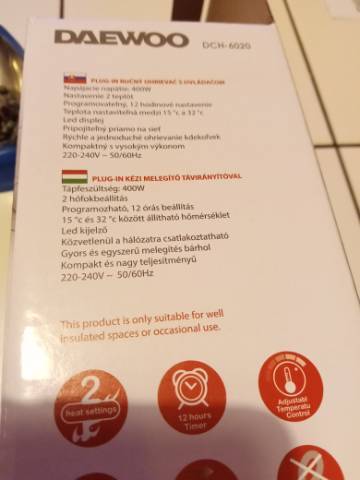 DAEWOO DCH-6020
PLUG-IN RUČNÝ OHRIEVAČ S OVLÁDAČOM
Napájacie napätie: 400W
Nastavenie 2 teplôt
Programovateľný, 12 hodinové nastavenie
Teplota nastaviteľná medzi 15 °c à 32 °c
Led displej
Pripojiteľný priamo na sieť
Rýchle a jednoduché ohrievanie kdekoľvek
Kompaktný s vysokým výkonom
220-240V ~ 50/60Hz
PLUG-IN KÉZI MELEGÍTŐ TÁVIRÁNYÍTÓVAL
Tápfeszültség: 400W
2 hőfokbeállítás
Programozható, 12 órás beállítás
15 °c és 32 °c között állítható hőmérséklet
Led kijelző
Közvetlenül a hálózatra csatlakoztatható
Gyors és egyszerű melegítés bárhol
Kompakt és nagy teljesítményű
220-240V ~ 50/60Hz
This product is only suitable for well
insulated spaces or occasional use.
2
heat settings
12 hours
Timer
Adjustabl
Temperatu
Control